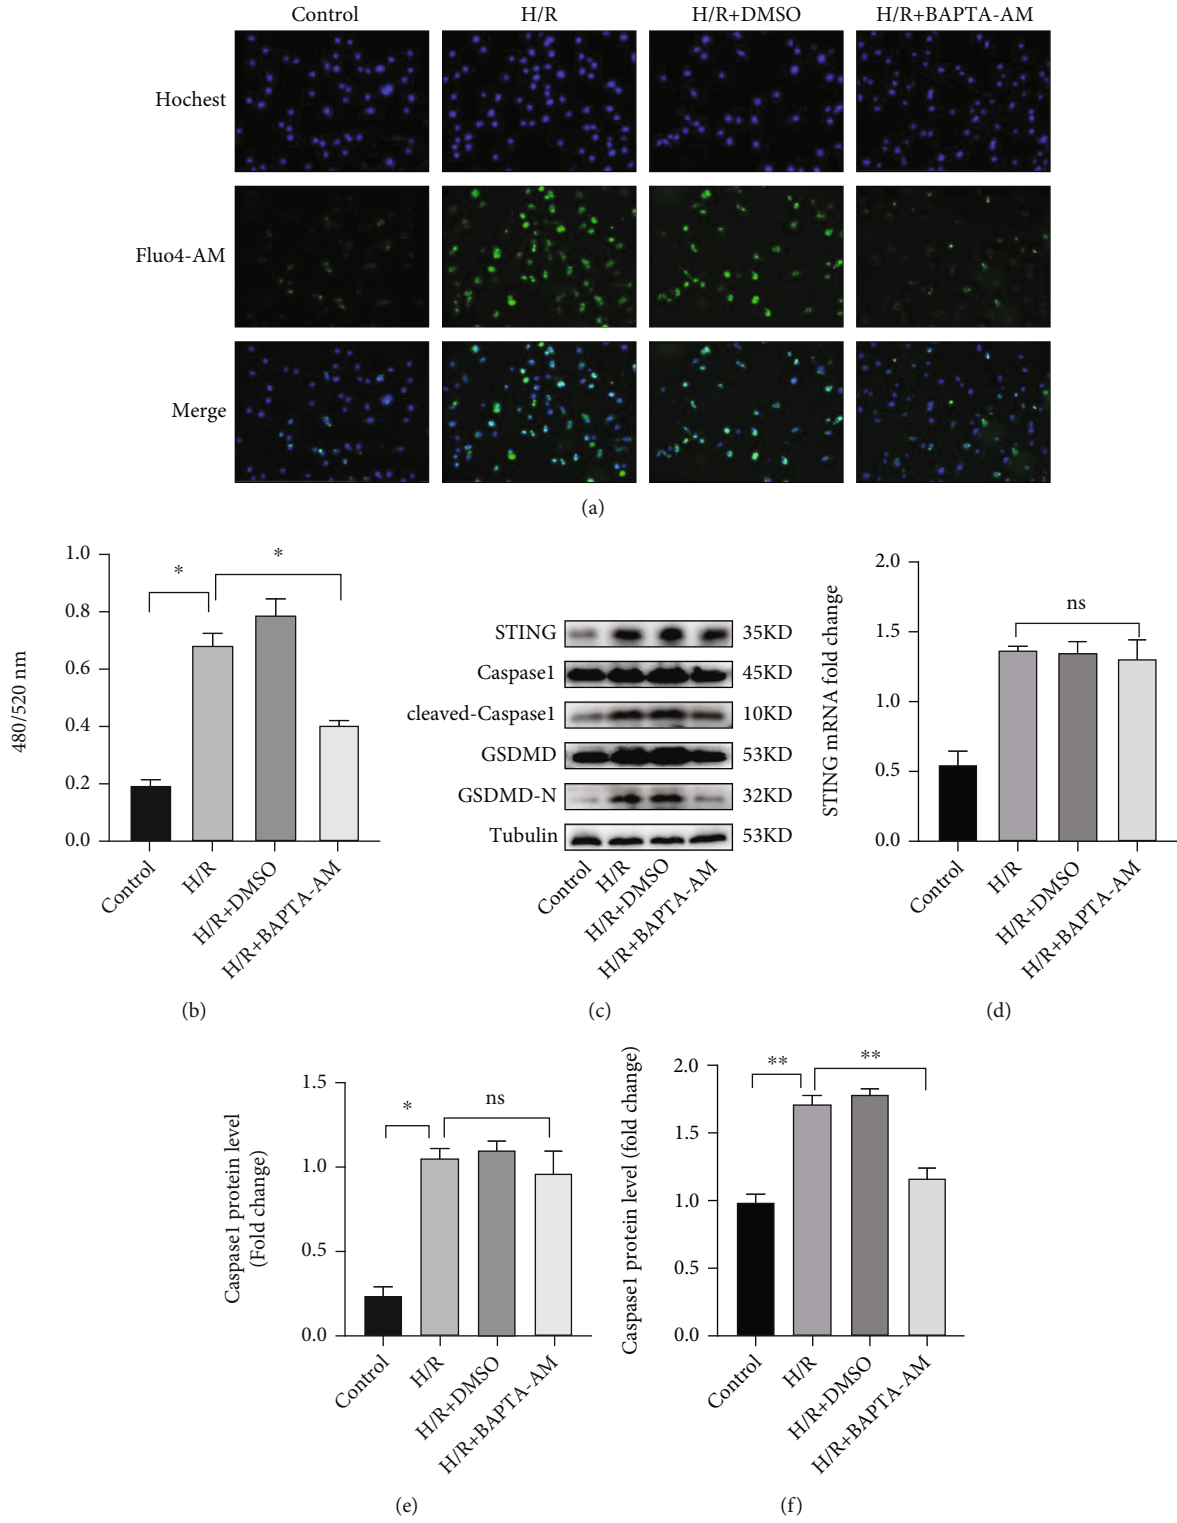 Control H/R H/R+DMSO H/R+BAPTA-AM
Hochest
Fluo4-AM
Merge
(a)
480/520 nm
1.0
0.8
0.6
0.4
0.2
0.0
*
*
Control
H/R
H/R+DMSO
H/R+BAPTA-AM
(b)
STING 35KD
Caspase1 45KD
cleaved-Caspase1 10KD
GSDMD 53KD
GSDMD-N 32KD
Tubulin 53KD
Control
H/R
H/R+DMSO
H/R+BAPTA-AM
(c)
STING mRNA fold change
2.0
1.5
1.0
0.5
0.0
ns
Control
H/R
H/R+DMSO
H/R+BAPTA-AM
(d)
Caspase1 protein level
(Fold change)
1.5
1.0
0.5
0.0
*
ns
Control
H/R
H/R+DMSO
H/R+BAPTA-AM
(e)
Caspase1 protein level (fold change)
2.0
1.5
1.0
0.5
0.0
**
**
Control
H/R
H/R+DMSO
H/R+BAPTA-AM
(f)